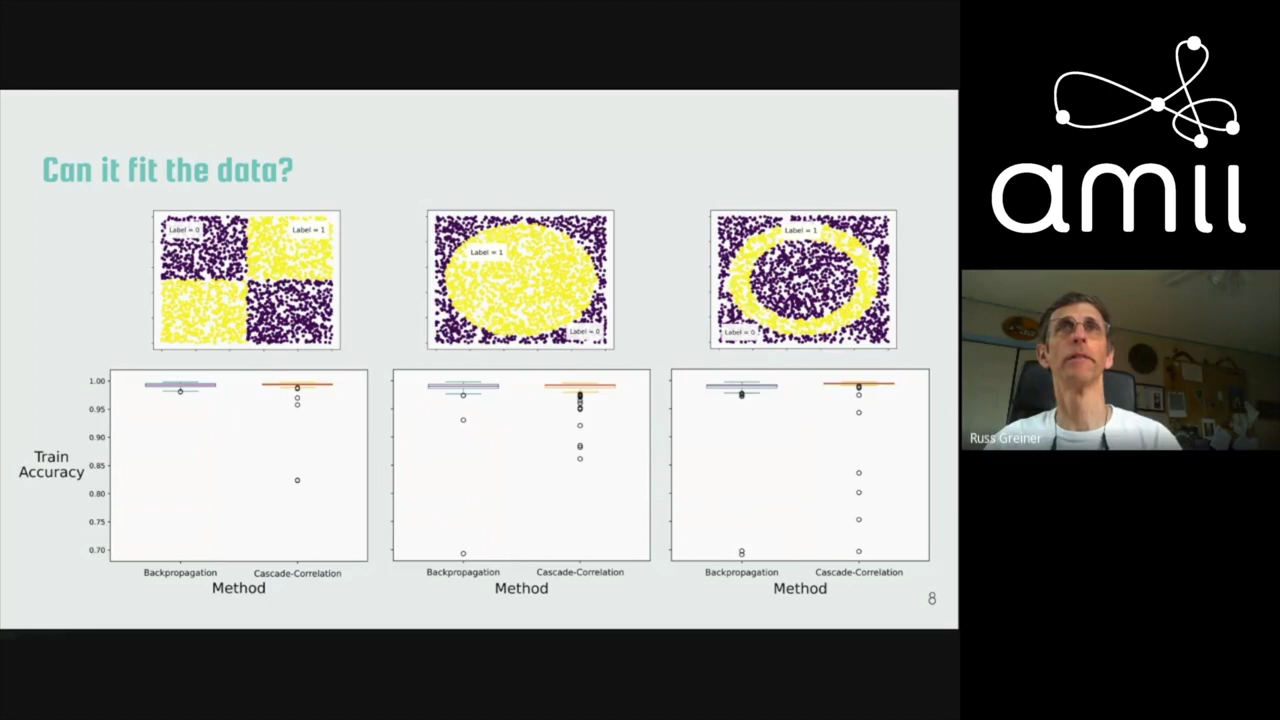 Can it fit the data?
Label = 0
Label = 1
Label = 1
Label = 0
Label = 1
Label = 0
1.00
0.95
0.90
0.85
0.80
0.75
0.70
Train
Accuracy
Backpropagation
Cascade-Correlation
Method
Backpropagation
Cascade-Correlation
Method
Backpropagation
Cascade-Correlation
Method
8
amii
Russ Greiner